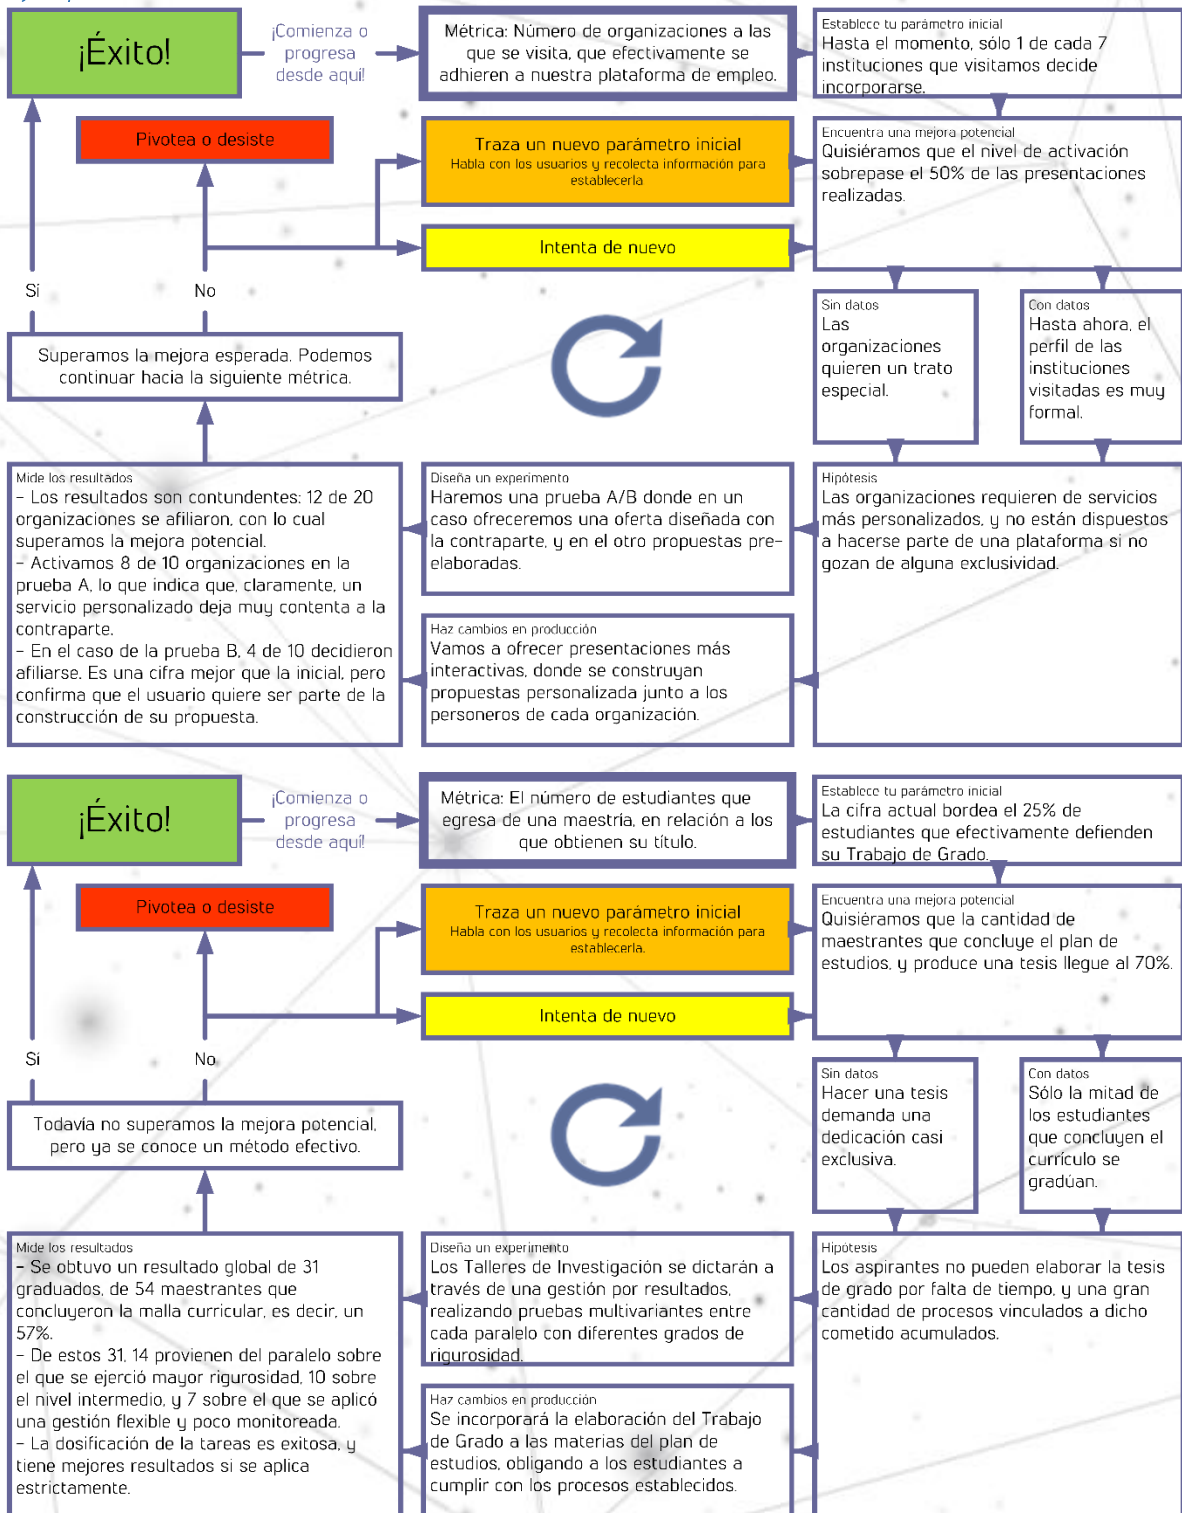 ¡Éxito!
¡Comienza o
progresa
desde aquí!
Métrica: Número de organizaciones a las
que se visita, que efectivamente se
adhieren a nuestra plataforma de empleo.
Establece tu parámetro inicial
Hasta el momento, sólo 1 de cada 7
instituciones que visitamos decide
incorporarse.
Pivotea o desiste
Traza un nuevo parámetro inicial
Habla con los usuarios y recolecta información para
establecerla
Encuentra una mejora potencial
Quisiéramos que el nivel de activación
sobrepase el 50% de las presentaciones
realizadas.
Intenta de nuevo
Sí
No
Sin datos
Las
organizaciones
quieren un trato
especial.
Con datos
Hasta ahora, el
perfil de las
instituciones
visitadas es muy
formal.
Superamos la mejora esperada. Podemos
continuar hacia la siguiente métrica.
Mide los resultados
- Los resultados son contundentes: 12 de 20
organizaciones se afiliaron, con lo cual
superamos la mejora potencial.
- Activamos 8 de 10 organizaciones en la
prueba A, lo que indica que, claramente, un
servicio personalizado deja muy contenta a la
contraparte.
- En el caso de la prueba B, 4 de 10 decidieron
afiliarse. Es una cifra mejor que la inicial, pero
confirma que el usuario quiere ser parte de la
construcción de su propuesta.
Diseña un experimento
Haremos una prueba A/B donde en un
caso ofreceremos una oferta diseñada con
la contraparte, y en el otro propuestas pre-
elaboradas.
Haz cambios en producción
Vamos a ofrecer presentaciones más
interactivas, donde se construyan
propuestas personalizada junto a los
personeros de cada organización.
Hipótesis
Las organizaciones requieren de servicios
más personalizados, y no están dispuestos
a hacerse parte de una plataforma si no
gozan de alguna exclusividad.
¡Éxito!
¡Comienza o
progresa
desde aquí!
Métrica: El número de estudiantes que
egresa de una maestría, en relación a los
que obtienen su título.
Establece tu parámetro inicial
La cifra actual bordea el 25% de
estudiantes que efectivamente defienden
su Trabajo de Grado.
Pivotea o desiste
Traza un nuevo parámetro inicial
Habla con los usuarios y recolecta información para
establecerla.
Encuentra una mejora potencial
Quisiéramos que la cantidad de
maestrantes que concluye el plan de
estudios, y produce una tesis llegue al 70%.
Intenta de nuevo
Sí
No
Sin datos
Hacer una tesis
demanda una
dedicación casi
exclusiva.
Con datos
Sólo la mitad de
los estudiantes
que concluyen el
currículo se
gradúan.
Todavía no superamos la mejora potencial,
pero ya se conoce un método efectivo.
Mide los resultados
- Se obtuvo un resultado global de 31
graduados, de 54 maestrantes que
concluyeron la malla curricular, es decir, un
57%.
- De estos 31, 14 provienen del paralelo sobre
el que se ejerció mayor rigurosidad, 10 sobre
el nivel intermedio, y 7 sobre el que se aplicó
una gestión flexible y poco monitoreada.
- La dosificación de la tareas es exitosa, y
tiene mejores resultados si se aplica
estrictamente.
Diseña un experimento
Los Talleres de Investigación se dictarán a
través de una gestión por resultados,
realizando pruebas multivariantes entre
cada paralelo con diferentes grados de
rigurosidad.
Haz cambios en producción
Se incorporará la elaboración del Trabajo
de Grado a las materias del plan de
estudios, obligando a los estudiantes a
cumplir con los procesos establecidos.
Hipótesis
Los aspirantes no pueden elaborar la tesis
de grado por falta de tiempo, y una gran
cantidad de procesos vinculados a dicho
cometido acumulados.